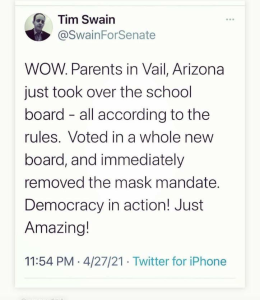 Tim Swain
@SwainForSenate
WOW. Parents in Vail, Arizona
just took over the school
board - all according to the
rules.  Voted in a whole new
board, and immediately
removed the mask mandate.
Democracy in action! Just
Amazing!
11:54 PM · 4/27/21 · Twitter for iPhone